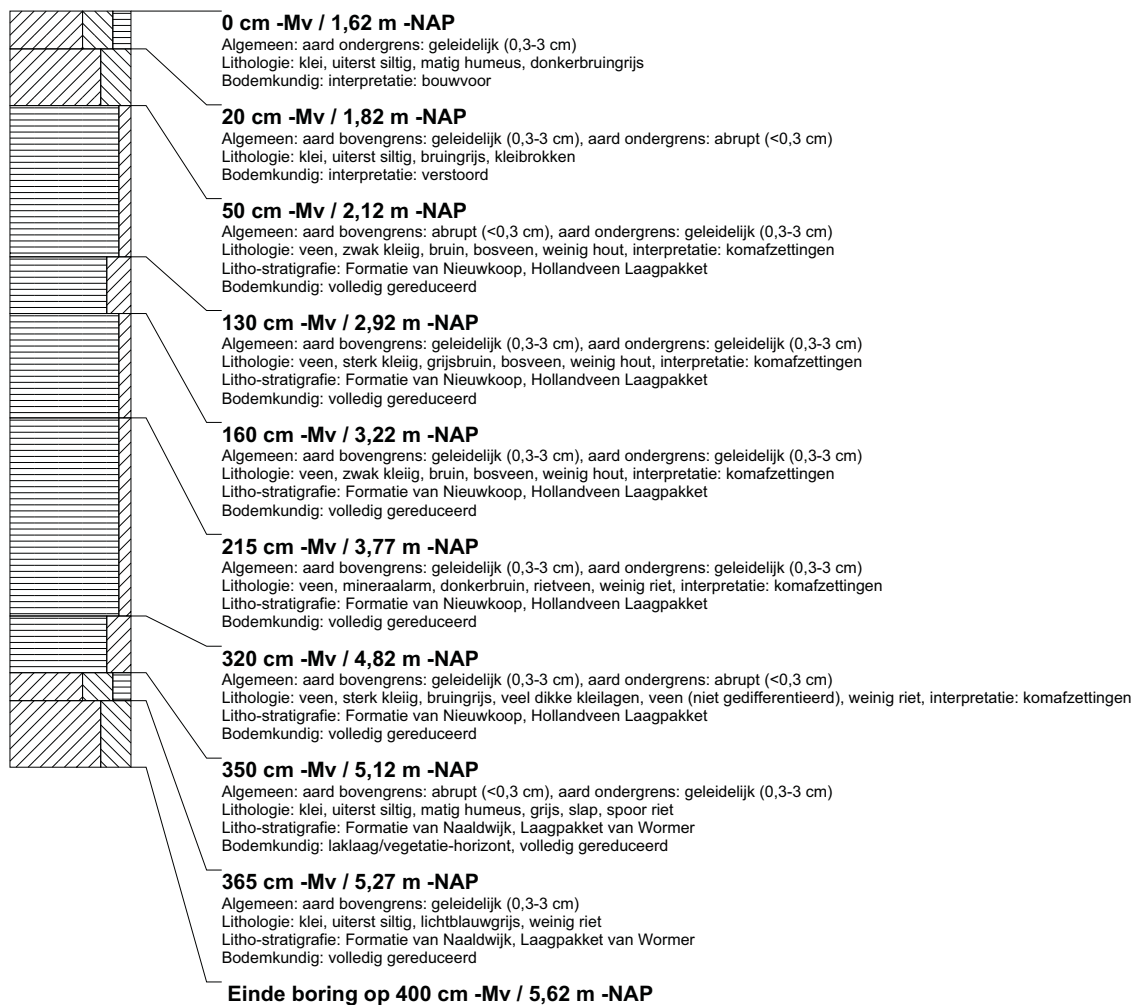 0 cm -Mv / 1,62 m -NAP
Algemeen: aard ondergrens: geleidelijk (0,3-3 cm)
Lithologie: klei, uiterst siltig, matig humeus, donkerbruingrijs
Bodemkundig: interpretatie: bouwvoor
20 cm -Mv / 1,82 m -NAP
Algemeen: aard bovengrens: geleidelijk (0,3-3 cm), aard ondergrens: abrupt (<0,3 cm)
Lithologie: klei, uiterst siltig, bruingrijs, kleibrokken
Bodemkundig: interpretatie: verstoord
50 cm -Mv / 2,12 m -NAP
Algemeen: aard bovengrens: abrupt (<0,3 cm), aard ondergrens: geleidelijk (0,3-3 cm)
Lithologie: veen, zwak kleiig, bruin, bosveen, weinig hout, interpretatie: komafzettingen
Litho-stratigrafie: Formatie van Nieuwkoop, Hollandveen Laagpakket
Bodemkundig: volledig gereduceerd
130 cm -Mv / 2,92 m -NAP
Algemeen: aard bovengrens: geleidelijk (0,3-3 cm), aard ondergrens: geleidelijk (0,3-3 cm)
Lithologie: veen, sterk kleiig, grijsbruin, bosveen, weinig hout, interpretatie: komafzettingen
Litho-stratigrafie: Formatie van Nieuwkoop, Hollandveen Laagpakket
Bodemkundig: volledig gereduceerd
160 cm -Mv / 3,22 m -NAP
Algemeen: aard bovengrens: geleidelijk (0,3-3 cm), aard ondergrens: geleidelijk (0,3-3 cm)
Lithologie: veen, zwak kleiig, bruin, bosveen, weinig hout, interpretatie: komafzettingen
Litho-stratigrafie: Formatie van Nieuwkoop, Hollandveen Laagpakket
Bodemkundig: volledig gereduceerd
215 cm -Mv / 3,77 m -NAP
Algemeen: aard bovengrens: geleidelijk (0,3-3 cm), aard ondergrens: geleidelijk (0,3-3 cm)
Lithologie: veen, mineraalarm, donkerbruin, rietveen, weinig riet, interpretatie: komafzettingen
Litho-stratigrafie: Formatie van Nieuwkoop, Hollandveen Laagpakket
Bodemkundig: volledig gereduceerd
320 cm -Mv / 4,82 m -NAP
Algemeen: aard bovengrens: geleidelijk (0,3-3 cm), aard ondergrens: abrupt (<0,3 cm)
Lithologie: veen, sterk kleiig, bruingrijs, veel dikke kleilagen, veen (niet gedifferentieerd), weinig riet, interpretatie: komafzettingen
Litho-stratigrafie: Formatie van Nieuwkoop, Hollandveen Laagpakket
Bodemkundig: volledig gereduceerd
350 cm -Mv / 5,12 m -NAP
Algemeen: aard bovengrens: abrupt (<0,3 cm), aard ondergrens: geleidelijk (0,3-3 cm)
Lithologie: klei, uiterst siltig, matig humeus, grijs, slap, spoor riet
Litho-stratigrafie: Formatie van Naaldwijk, Laagpakket van Wormer
Bodemkundig: laklaag/vegetatie-horizont, volledig gereduceerd
365 cm -Mv / 5,27 m -NAP
Algemeen: aard bovengrens: geleidelijk (0,3-3 cm)
Lithologie: klei, uiterst siltig, lichtblauwgrijs, weinig riet
Litho-stratigrafie: Formatie van Naaldwijk, Laagpakket van Wormer
Bodemkundig: volledig gereduceerd
Einde boring op 400 cm -Mv / 5,62 m -NAP